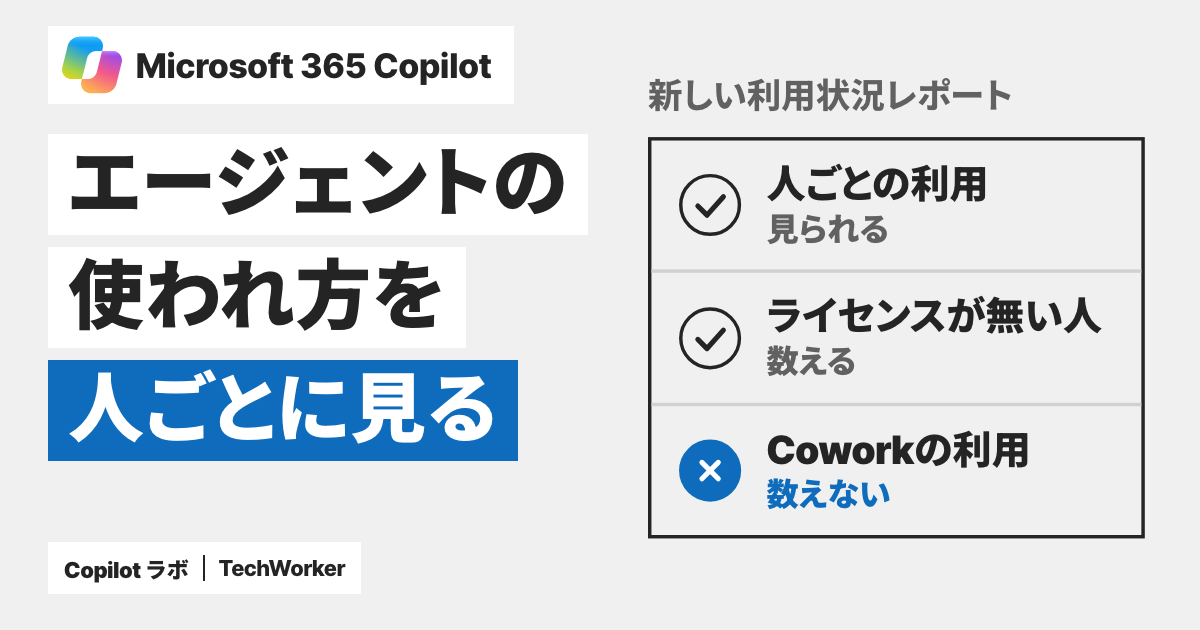 Microsoft 365 Copilot
エージェントの
使われ方を
人ごとに見る
Copilot ラボ | TechWorker
新しい利用状況レポート
人ごとの利用
見られる
ライセンスが無い人
数える
Coworkの利用
数えない